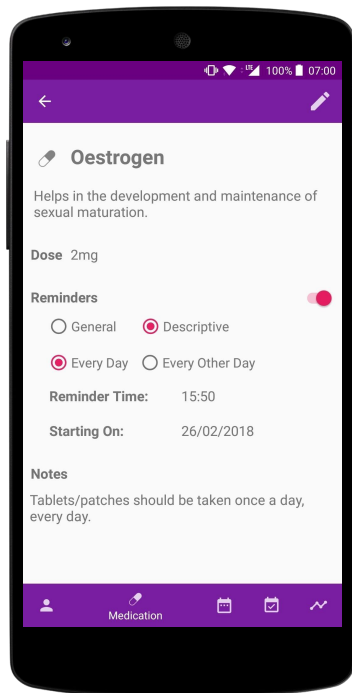 LTE 100% 07:00
Oestrogen
Helps in the development and maintenance of
sexual maturation.
Dose 2mg
Reminders
General Descriptive
Every Day Every Other Day
Reminder Time: 15:50
Starting On: 26/02/2018
Notes
Tablets/patches should be taken once a day,
every day.
Medication